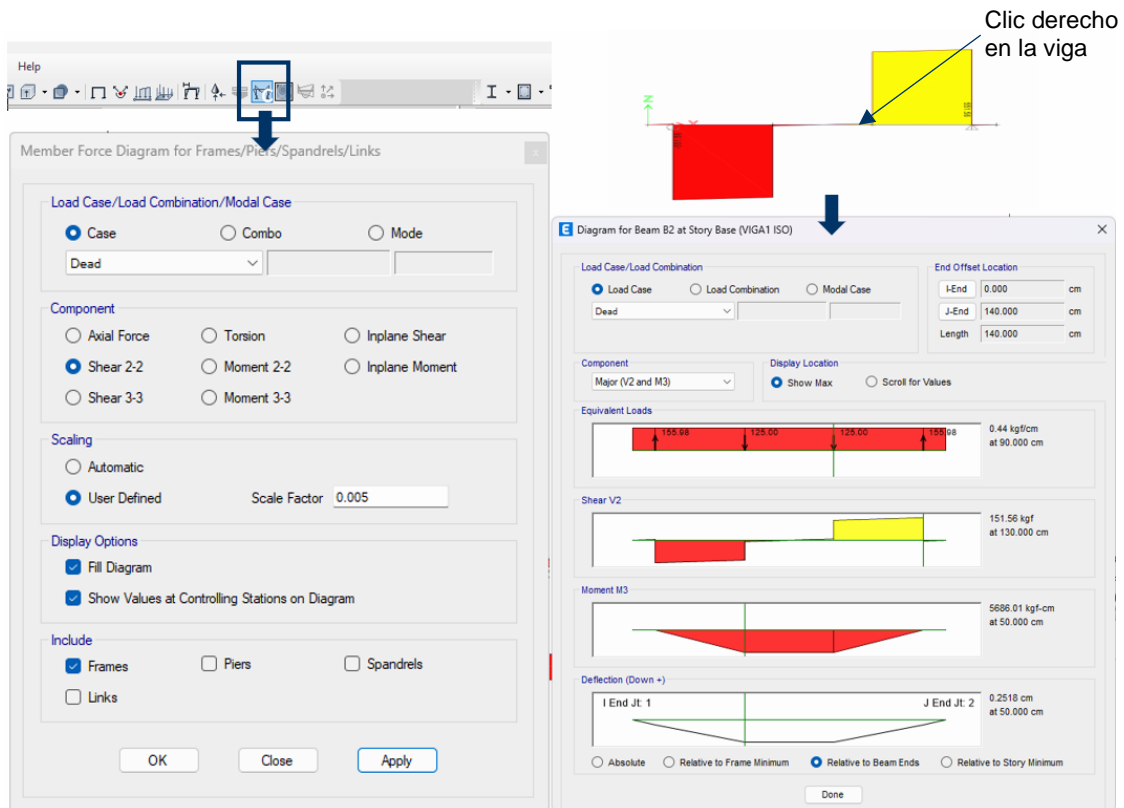 Clic derecho
en la viga
Help
Member Force Diagram for Frames/Piers/Spandrels/Links
Load Case/Load Combination/Modal Case
Case Combo Mode
Dead
Component
Axial Force Torsion Inplane Shear
Shear 2-2 Moment 2-2 Inplane Moment
Shear 3-3 Moment 3-3
Scaling
Automatic
User Defined Scale Factor 0.005
Display Options
Fill Diagram
Show Values at Controlling Stations on Diagram
Include
Frames Piers Spandrels
Links
OK Close Apply
Diagram for Beam B2 at Story Base (VIGA1 ISO)
Load Case/Load Combination
Load Case Load Combination Modal Case
Dead
End Offset Location
I-End 0.000 cm
J-End 140.000 cm
Length 140.000 cm
Component
Major (V2 and M3)
Display Location
Show Max Scroll for Values
Equivalent Loads
155.98 125.00 125.00 155.98
0.44 kgf/cm
at 90.000 cm
Shear V2
151.56 kgf
at 130.000 cm
Moment M3
5686.01 kgf-cm
at 50.000 cm
Deflection (Down +)
I End Jt: 1 J End Jt: 2
0.2518 cm
at 50.000 cm
Absolute Relative to Frame Minimum Relative to Beam Ends Relative to Story Minimum
Done